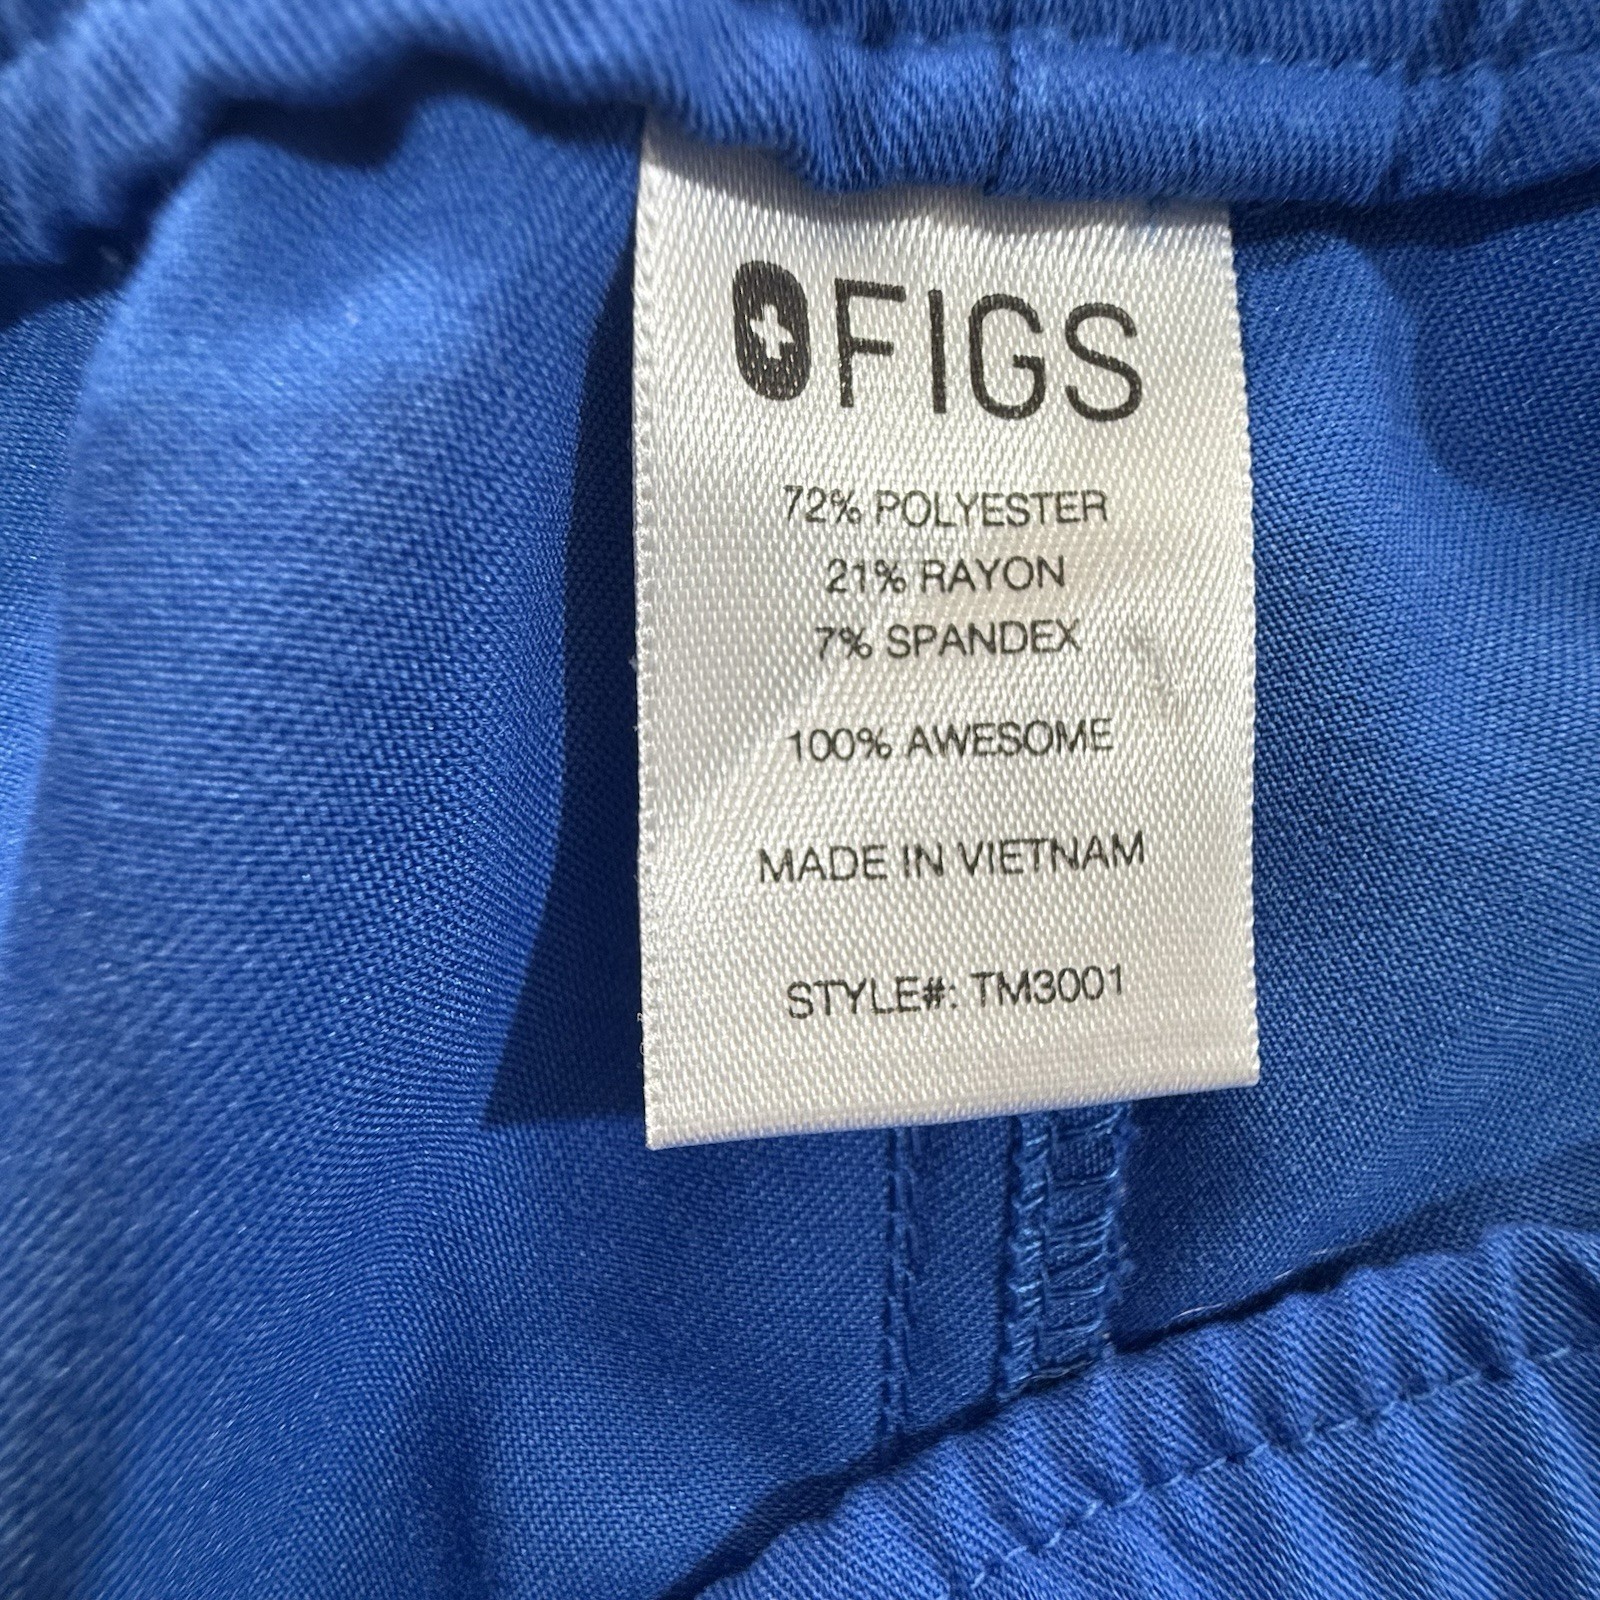 FIGS
72% POLYESTER
21% RAYON
7% SPANDEX
100% AWESOME
MADE IN VIETNAM
STYLE#: TM3001